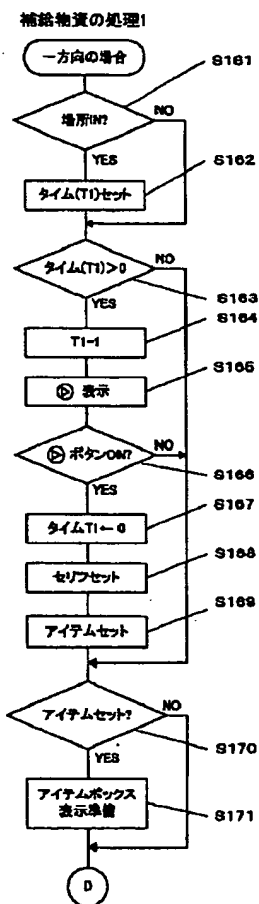 補給物資の処理1
一方向の場合
S161
場所IN?
NO
YES
S162
タイム(T1)セット
タイム(T1)>0
NO
S163
YES
S164
T1-1
S165
▷ 表示
▷ ボタンON?
NO
S166
YES
S167
タイムT1←0
S168
セリフセット
S169
アイテムセット
アイテムセット?
NO
S170
YES
アイテムボックス
表示準備
S171
D